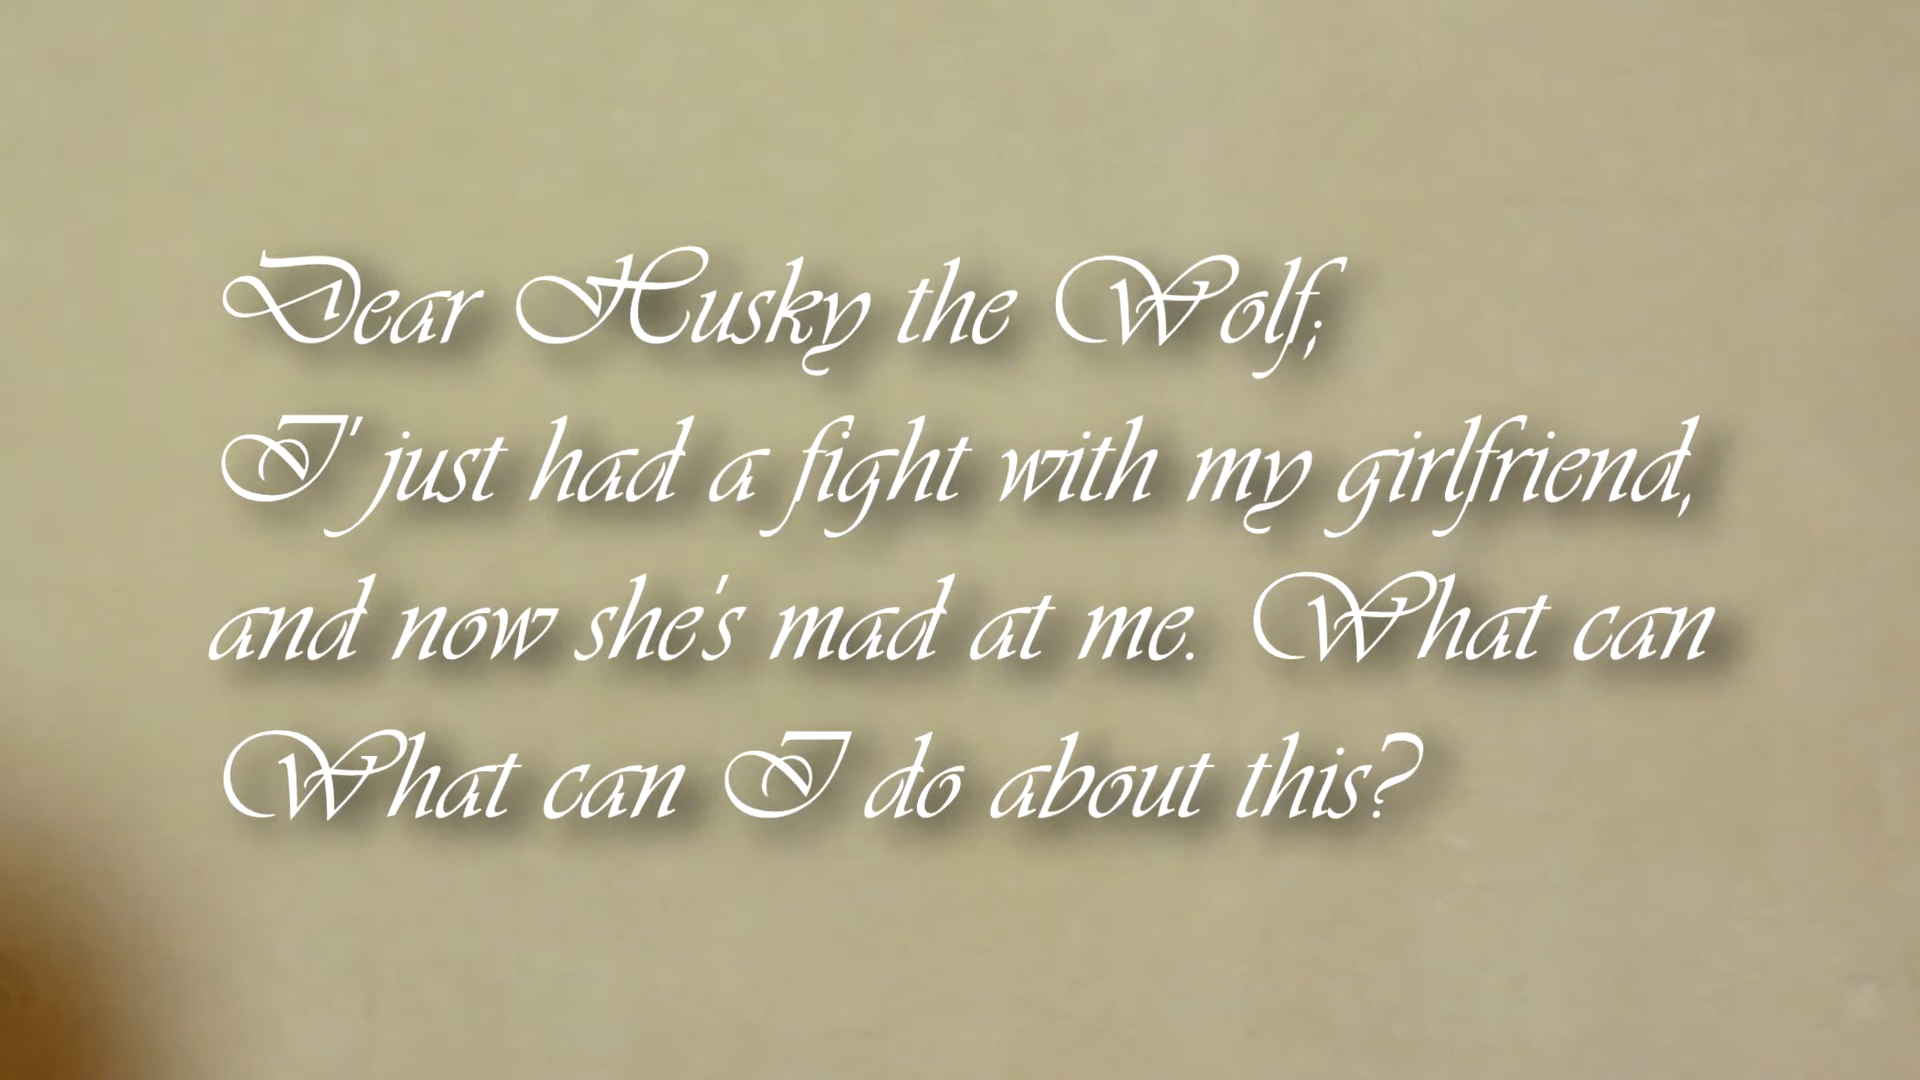 Dear Husky the Wolf;
I' just had a fight with my girlfriend,
and now she's mad at me. What can
What can I do about this?